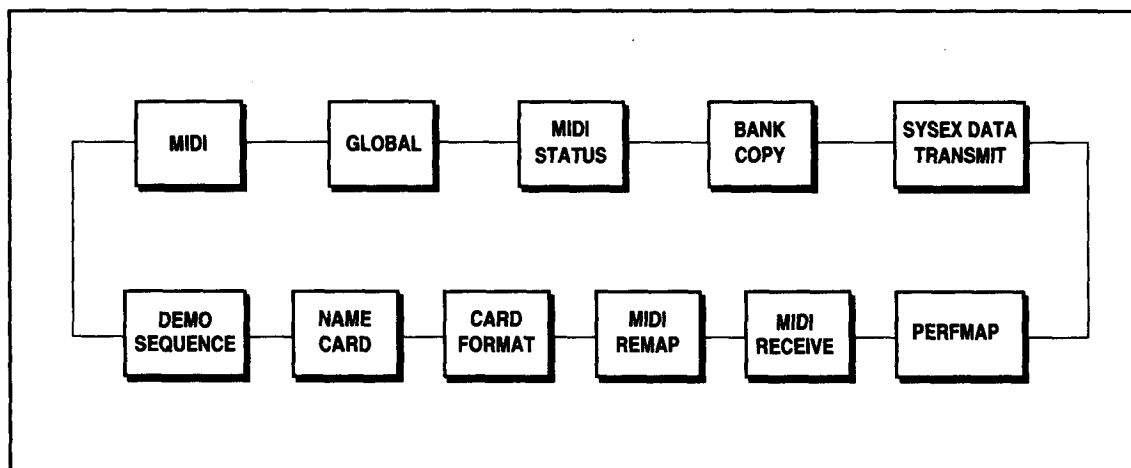 MIDI
GLOBAL
MIDI
STATUS
BANK
COPY
SYSEX DATA
TRANSMIT
DEMO
SEQUENCE
NAME
CARD
CARD
FORMAT
MIDI
REMAP
MIDI
RECEIVE
PERFMAP